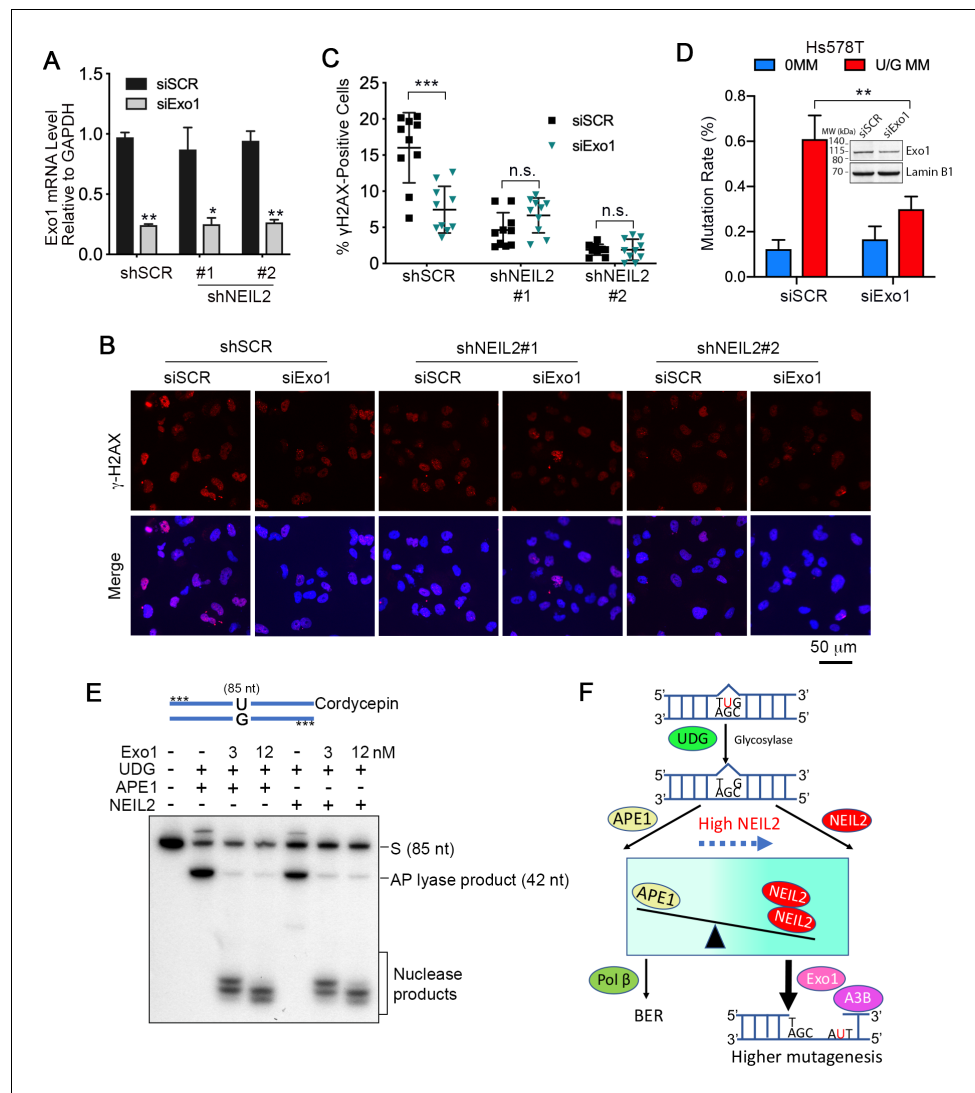 A
Exo1 mRNA Level
Relative to GAPDH
1.5
1.0
0.5
0.0
siSCR
siExo1
** * **
shSCR #1 #2
shNEIL2
C
% γH2AX-Positive Cells
25
20
15
10
5
0
***
n.s.
n.s.
siSCR
siExo1
shSCR shNEIL2 shNEIL2
#1 #2
D
Hs578T
0MM U/G MM
Mutation Rate (%)
0.8
0.6
0.4
0.2
0.0
**
MW (kDa) siSCR siExo1
140
115
80
70
Exo1
Lamin B1
siSCR siExo1
B
shSCR shNEIL2#1 shNEIL2#2
siSCR siExo1 siSCR siExo1 siSCR siExo1
γ-H2AX
Merge
50 μm
E
(85 nt)
*** U Cordycepin
G ***
Exo1 - - 3 12 - 3 12 nM
UDG - + + + + + +
APE1 - + + +
NEIL2 - + + +
S (85 nt)
AP lyase product (42 nt)
Nuclease
products
F
5' TUG 3'
3' AGC 5'
UDG Glycosylase
5' T G 3'
3' AGC 5'
APE1 High NEIL2 NEIL2
APE1 NEIL2
NEIL2
Pol β Exo1
A3B
BER
5' T 3'
3' AGC AUT 5'
Higher mutagenesis